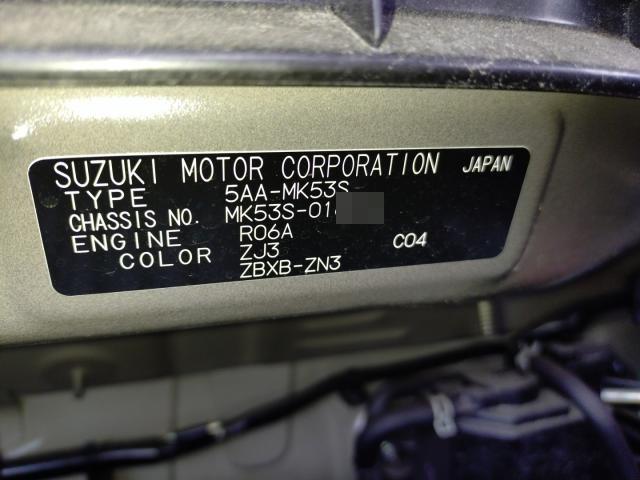 SUZUKI MOTOR CORPORATION JAPAN
TYPE 5AA-MK53S
CHASSIS NO. MK53S-01
ENGINE R06A
COLOR ZJ3 C04
ZBXB-ZN3